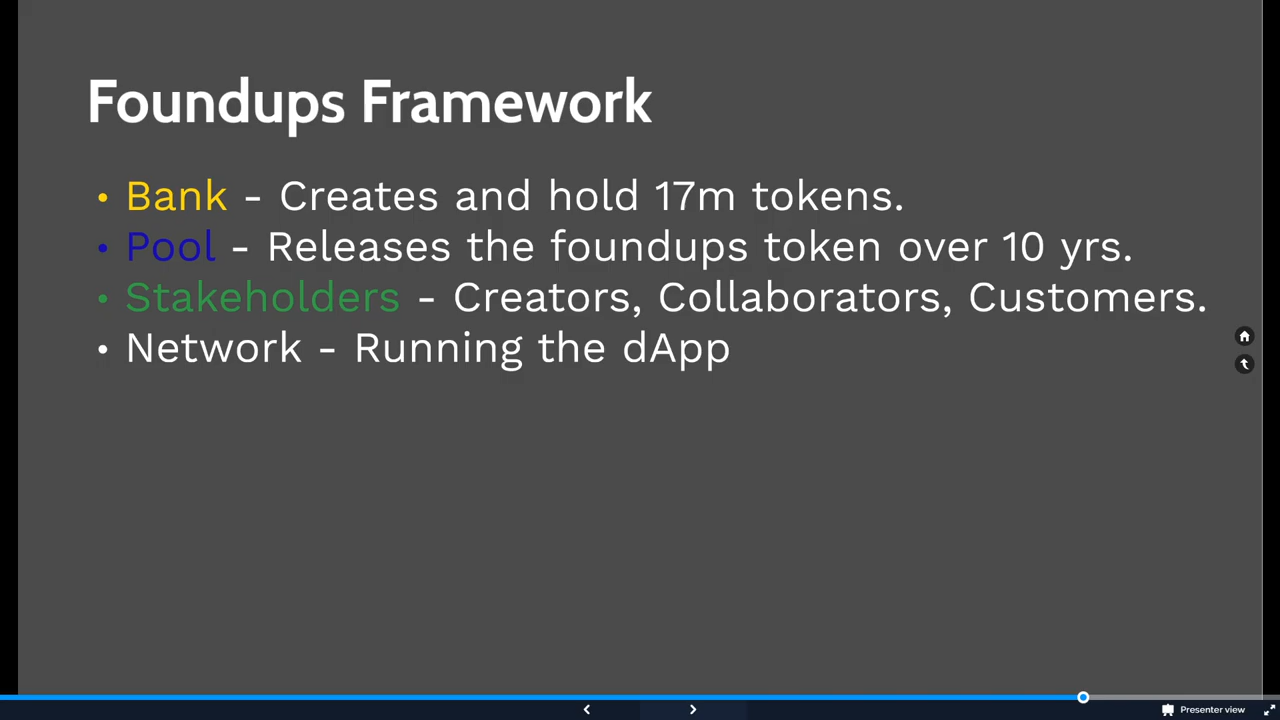 Foundups Framework
• Bank - Creates and hold 17m tokens.
• Pool - Releases the foundups token over 10 yrs.
• Stakeholders - Creators, Collaborators, Customers.
• Network - Running the dApp
Presenter view